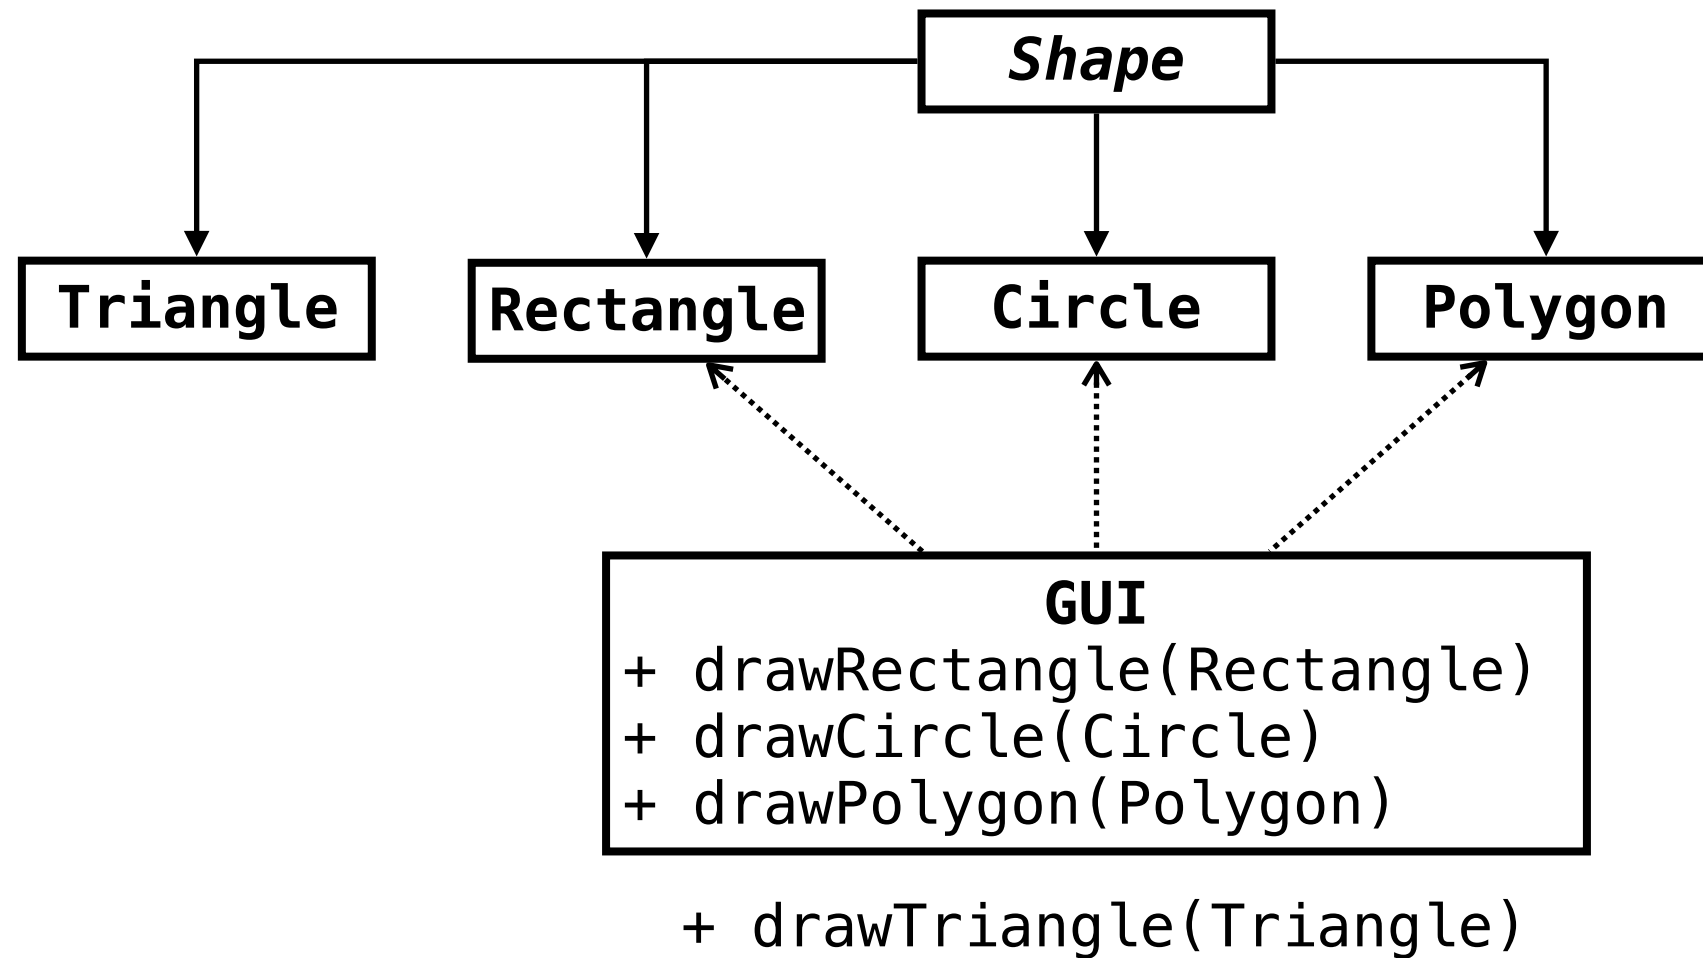 Shape
Triangle
Rectangle
Circle
Polygon
GUI
+ drawRectangle(Rectangle)
+ drawCircle(Circle)
+ drawPolygon(Polygon)
+ drawTriangle(Triangle)